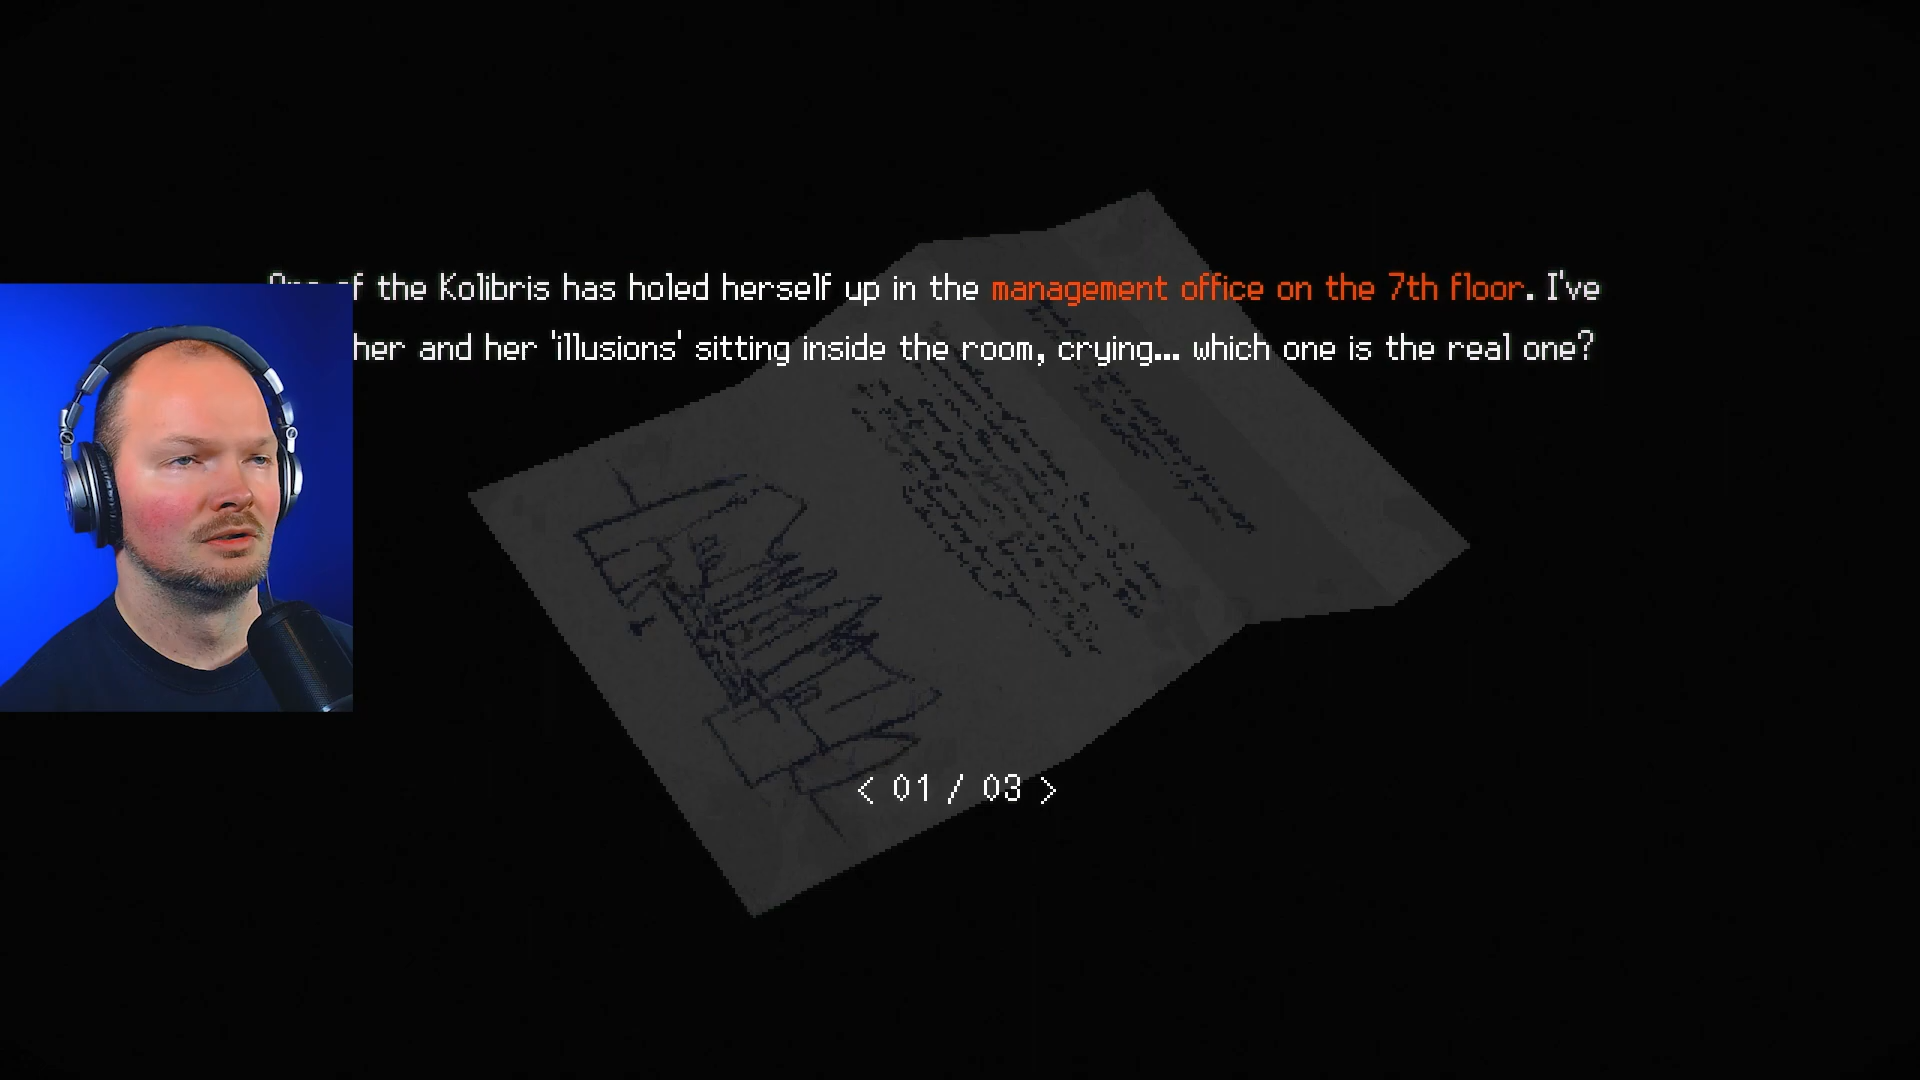 of the Kolibris has holed herself up in the management office on the 7th floor. I've
her and her 'illusions' sitting inside the room, crying... which one is the real one?
< 01 / 03 >